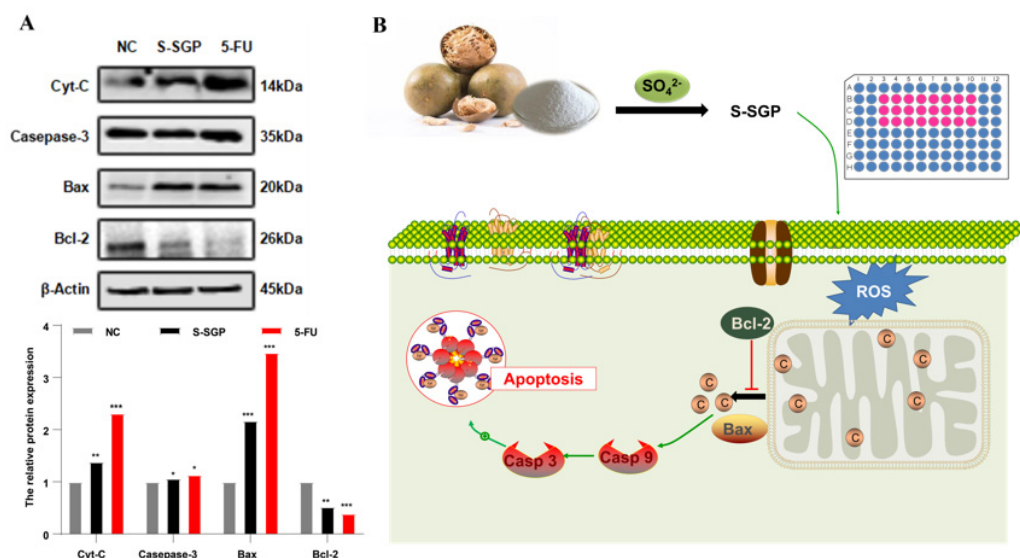 A
NC S-SGP 5-FU
Cyt-C 14kDa
Casepase-3 35kDa
Bax 20kDa
Bcl-2 26kDa
β-Actin 45kDa
NC S-SGP 5-FU
The relative protein expression
4
3
2
1
0
** ***
* *
*** ***
** ***
Cyt-C Casepase-3 Bax Bcl-2
B
SO₄²⁻
S-SGP
1 2 3 4 5 6 7 8 9 10 11 12
A
B
C
D
E
F
G
H
ROS
Bcl-2
C C C C C C C C
Bax
Apoptosis
Casp 3 Casp 9